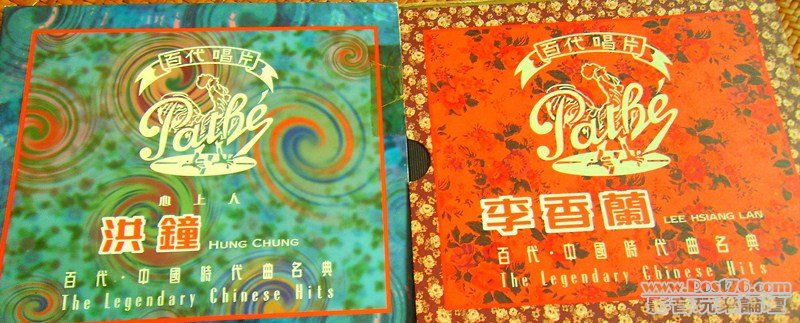 百代唱片
Pathé
心上人
洪鐘 HUNG CHUNG
百代·中國時代曲名典
The Legendary Chinese Hits
百代唱片
Pathé
李香蘭 LEE HSIANG LAN
百代·中國時代曲名典
The Legendary Chinese Hits
www.Post76.com